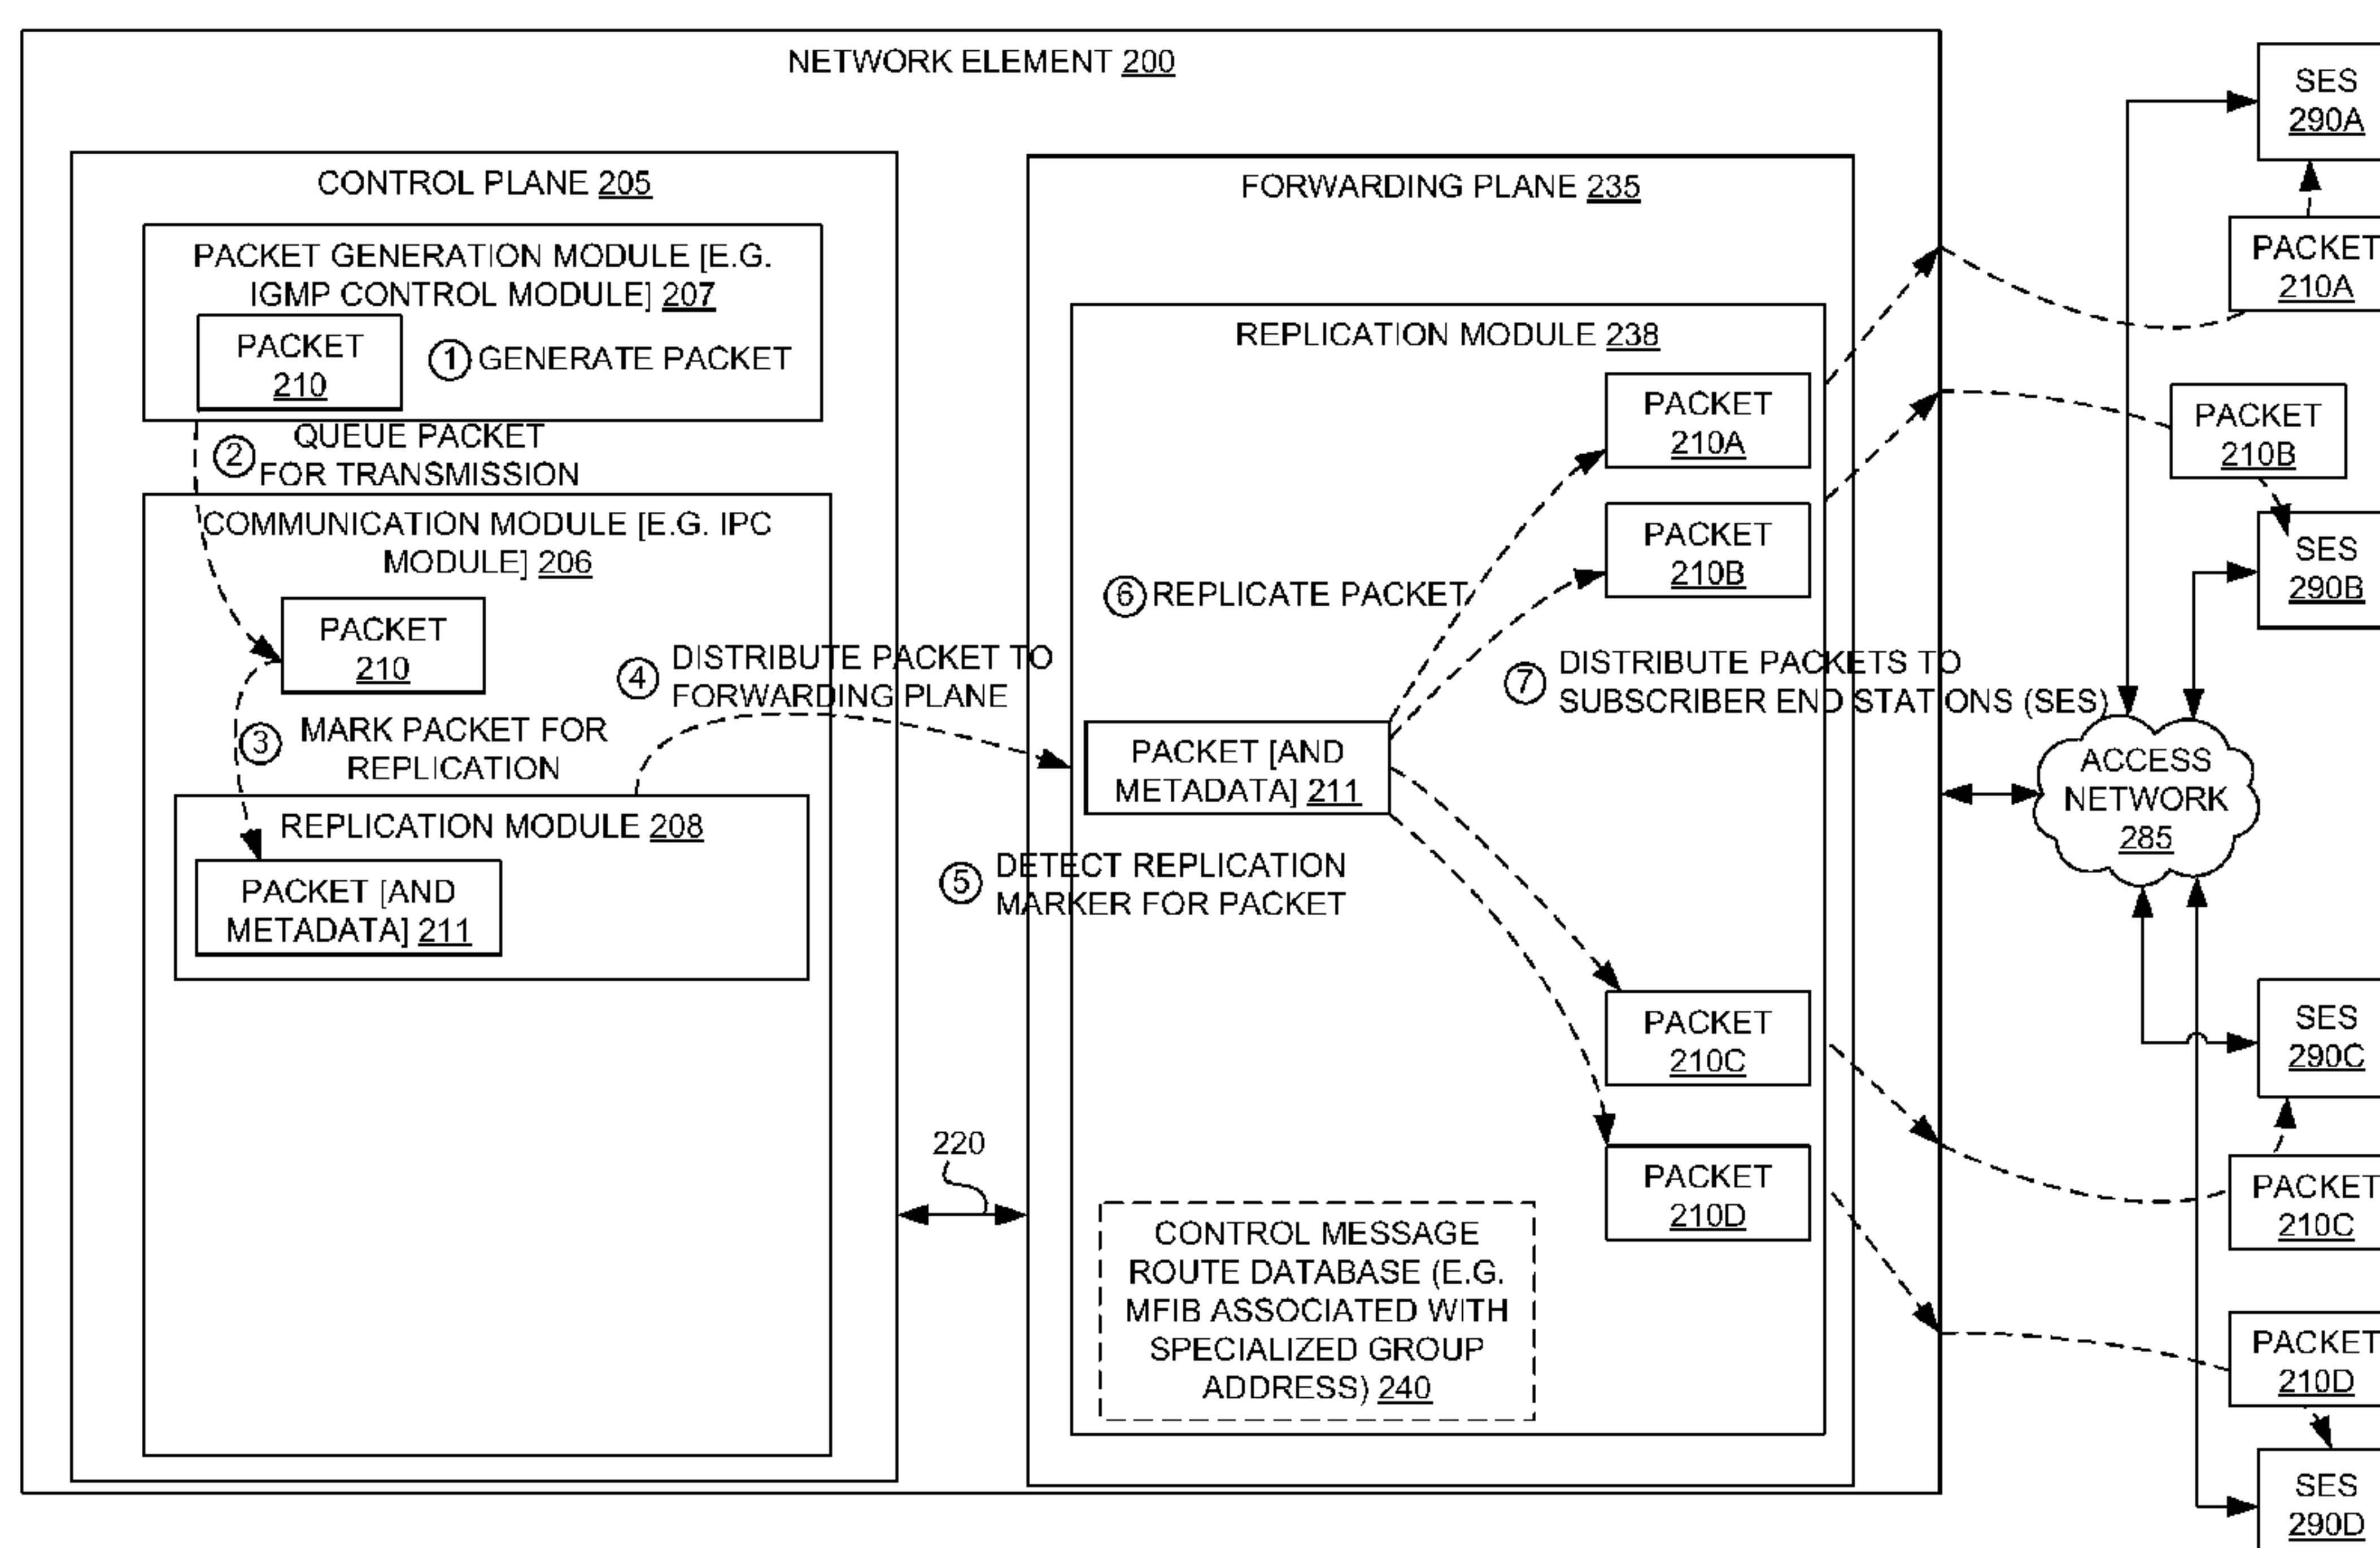 NETWORK ELEMENT 200
CONTROL PLANE 205
PACKET GENERATION MODULE [E.G.
IGMP CONTROL MODULE] 207
PACKET
210
1 GENERATE PACKET
2 QUEUE PACKET
FOR TRANSMISSION
COMMUNICATION MODULE [E.G. IPC
MODULE] 206
PACKET
210
3 MARK PACKET FOR
REPLICATION
REPLICATION MODULE 208
PACKET [AND
METADATA] 211
4 DISTRIBUTE PACKET TO
FORWARDING PLANE
220
FORWARDING PLANE 235
REPLICATION MODULE 238
PACKET
210A
PACKET
210B
6 REPLICATE PACKET
7 DISTRIBUTE PACKETS TO
SUBSCRIBER END STATIONS (SES)
PACKET [AND
METADATA] 211
5 DETECT REPLICATION
MARKER FOR PACKET
PACKET
210C
PACKET
210D
CONTROL MESSAGE
ROUTE DATABASE (E.G.
MFIB ASSOCIATED WITH
SPECIALIZED GROUP
ADDRESS) 240
SES
290A
PACKET
210A
PACKET
210B
SES
290B
ACCESS
NETWORK
285
SES
290C
PACKET
210C
PACKET
210D
SES
290D